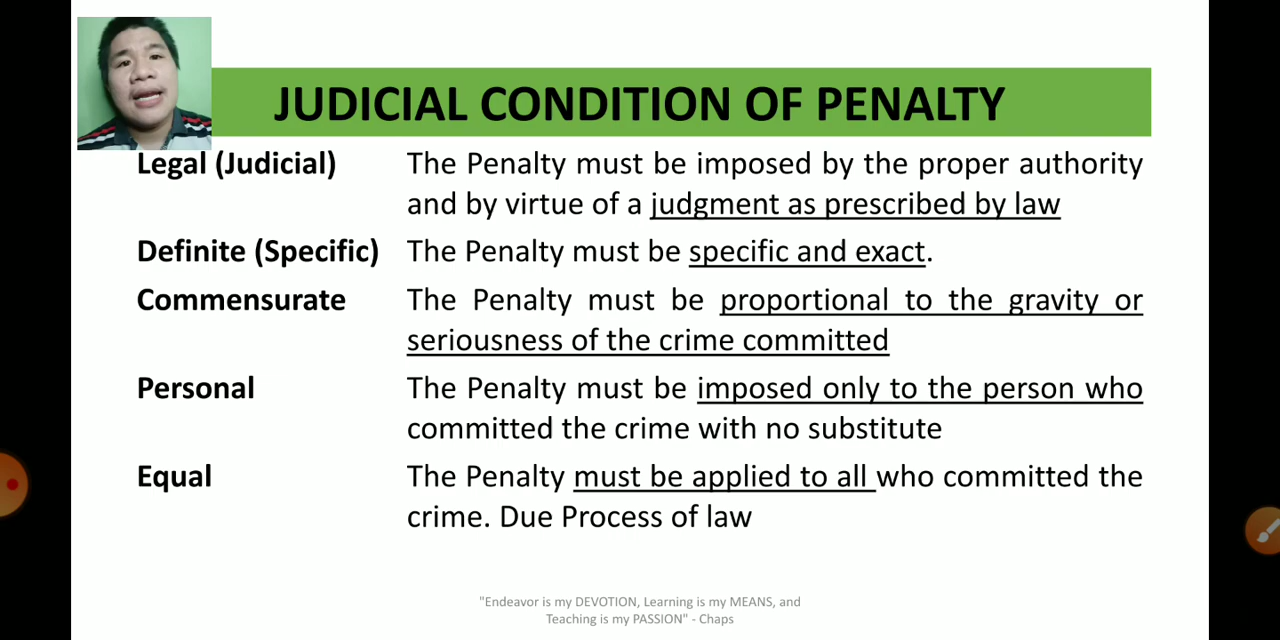 JUDICIAL CONDITION OF PENALTY
Legal (Judicial) The Penalty must be imposed by the proper authority
and by virtue of a judgment as prescribed by law
Definite (Specific) The Penalty must be specific and exact.
Commensurate The Penalty must be proportional to the gravity or
seriousness of the crime committed
Personal The Penalty must be imposed only to the person who
committed the crime with no substitute
Equal The Penalty must be applied to all who committed the
crime. Due Process of law
"Endeavor is my DEVOTION, Learning is my MEANS, and
Teaching is my PASSION" - Chaps